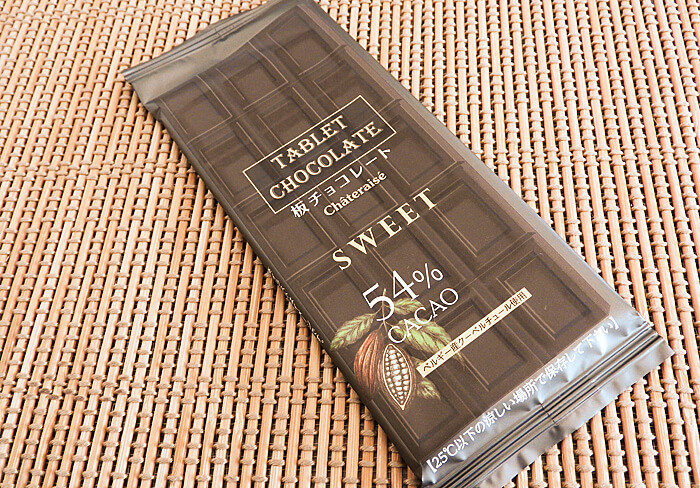 TABLET
CHOCOLATE
板チョコレート
Châteraisé
SWEET
54%
CACAO
ベルギー産クーベルチュール使用
【25℃以下の涼しい場所で保存して下さい】